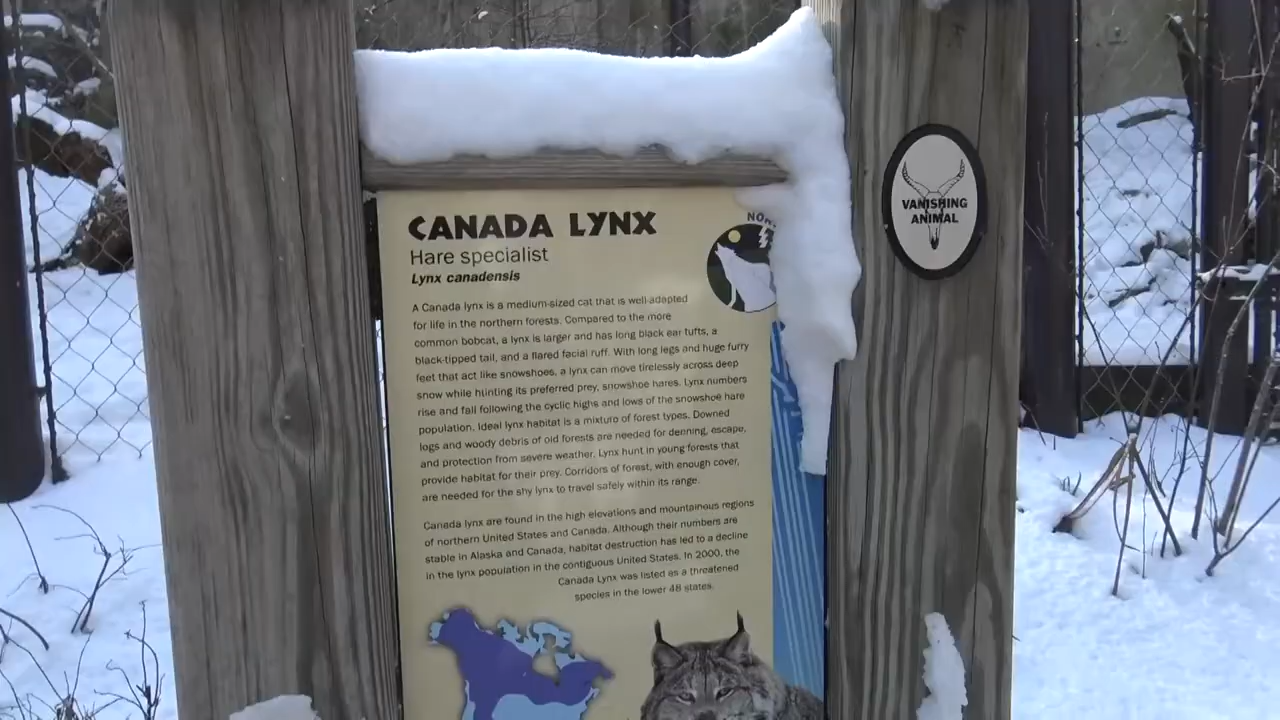 CANADA LYNX
Hare specialist
Lynx canadensis
A Canada lynx is a medium-sized cat that is well-adapted
for life in the northern forests. Compared to the more
common bobcat, a lynx is larger and has long black ear tufts, a
black-tipped tail, and a flared facial ruff. With long legs and huge furry
feet that act like snowshoes, a lynx can move tirelessly across deep
snow while hunting its preferred prey, snowshoe hares. Lynx numbers
rise and fall following the cyclic highs and lows of the snowshoe hare
population. Ideal lynx habitat is a mixture of forest types. Downed
logs and woody debris of old forests are needed for denning, escape,
and protection from severe weather. Lynx hunt in young forests that
provide habitat for their prey. Corridors of forest, with enough cover,
are needed for the shy lynx to travel safely within its range.
Canada lynx are found in the high elevations and mountainous regions
of northern United States and Canada. Although their numbers are
stable in Alaska and Canada, habitat destruction has led to a decline
in the lynx population in the contiguous United States. In 2000, the
Canada Lynx was listed as a threatened
species in the lower 48 states.
VANISHING
ANIMAL